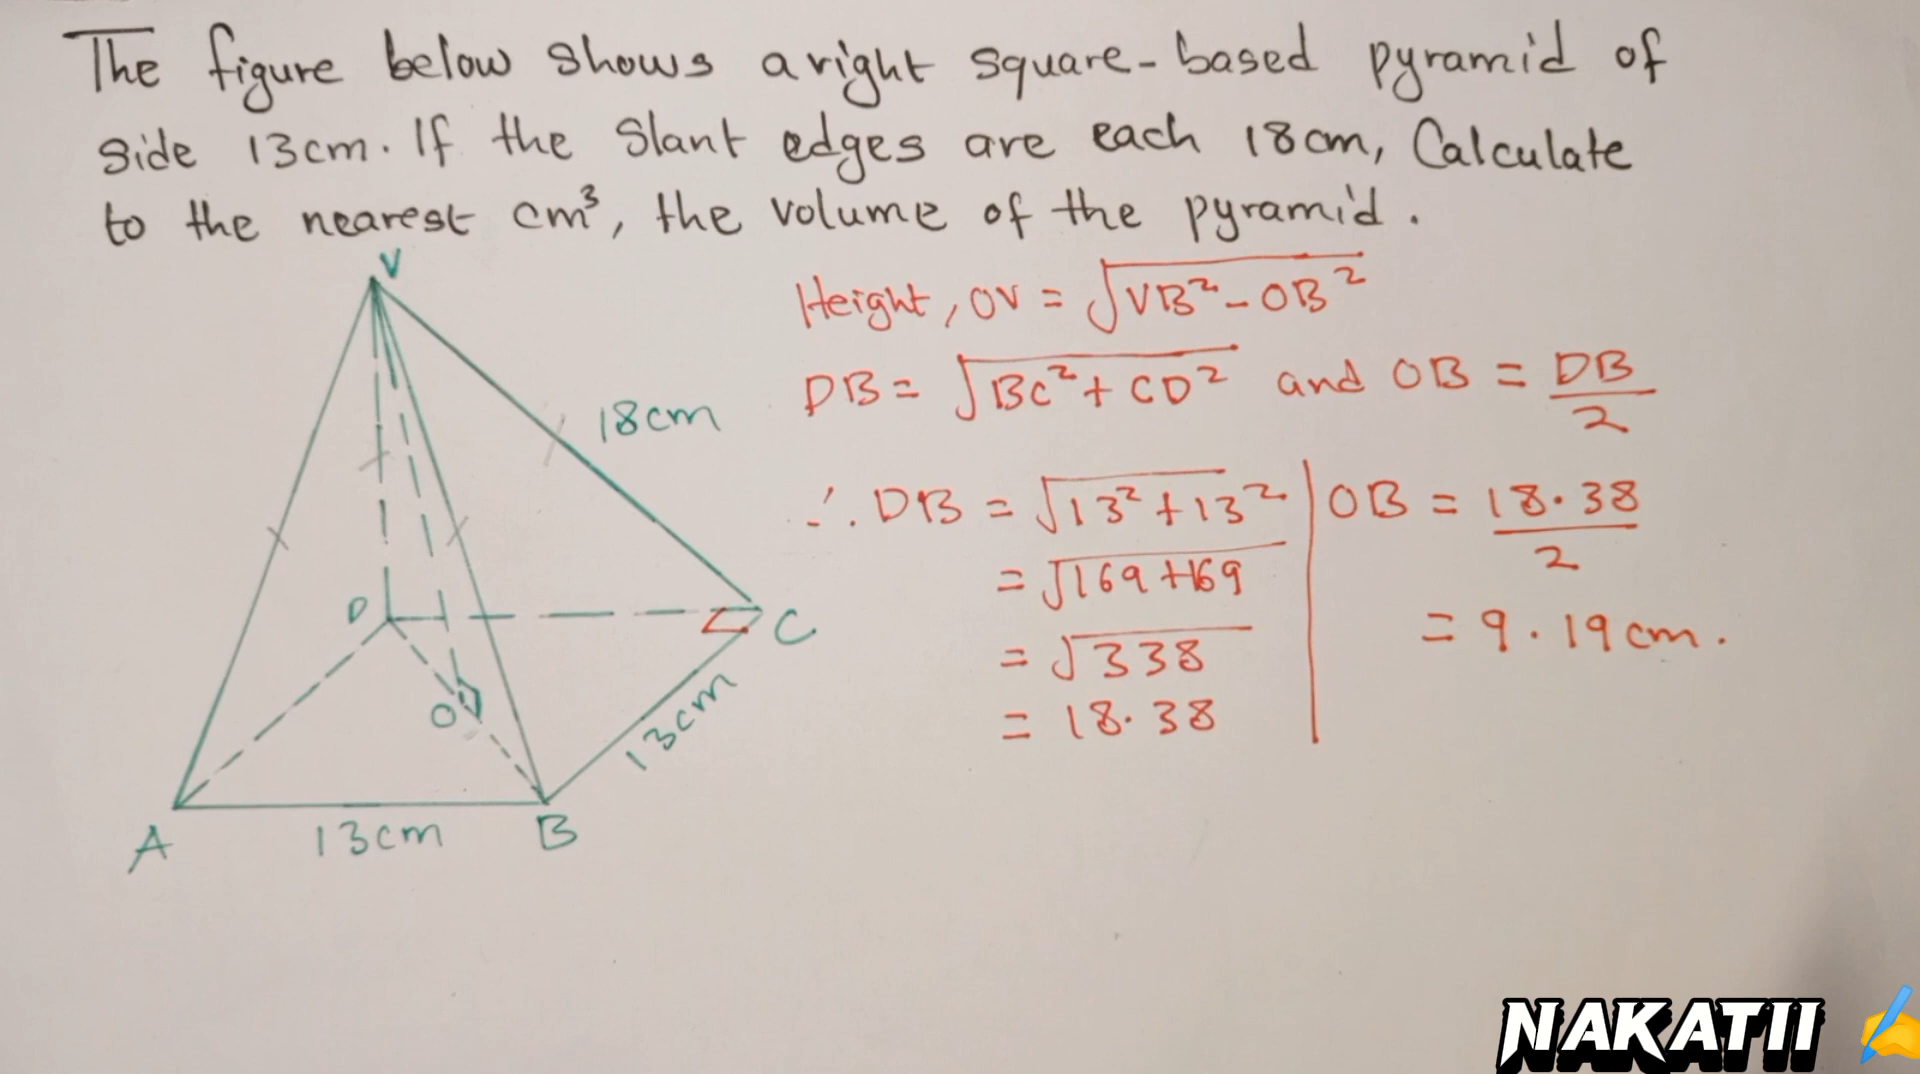 The figure below shows a right square-based pyramid of
side 13cm. If the Slant edges are each 18cm, Calculate
to the nearest cm³, the volume of the pyramid.
V
18cm
D
C
O
13cm
A
13cm
B
Height, OV = √VB² - OB²
DB = √BC² + CD² and OB = DB/2
∴ DB = √13² + 13²
= √169 + 169
= √338
= 18.38
OB = 18.38/2
= 9.19cm.
NAKATII